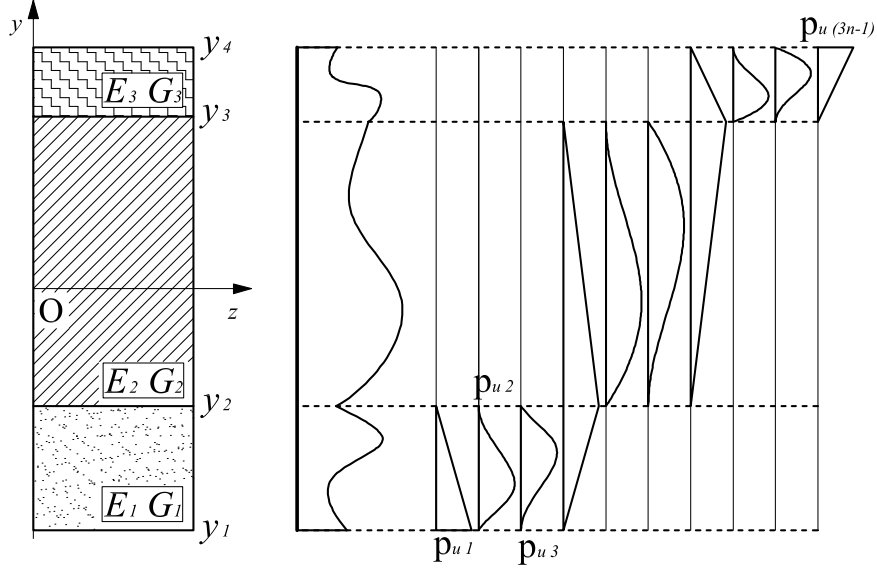 y
y4
pu (3n-1)
E3 G3
y3
O
z
E2 G2
pu 2
y2
E1 G1
y1
pu 1
pu 3